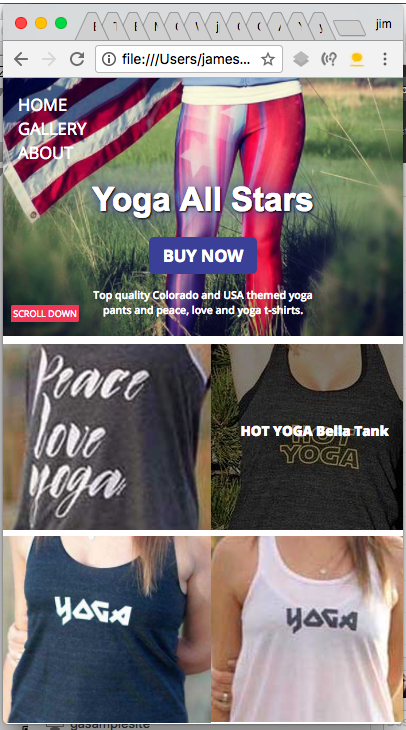 jim
file:///Users/james...
HOME
GALLERY
ABOUT
Yoga All Stars
BUY NOW
Top quality Colorado and USA themed yoga
pants and peace, love and yoga t-shirts.
SCROLL DOWN
Peace
love
yoga
HOT YOGA Bella Tank
HOT
YOGA
YOGA
YOGA
gasamplesite